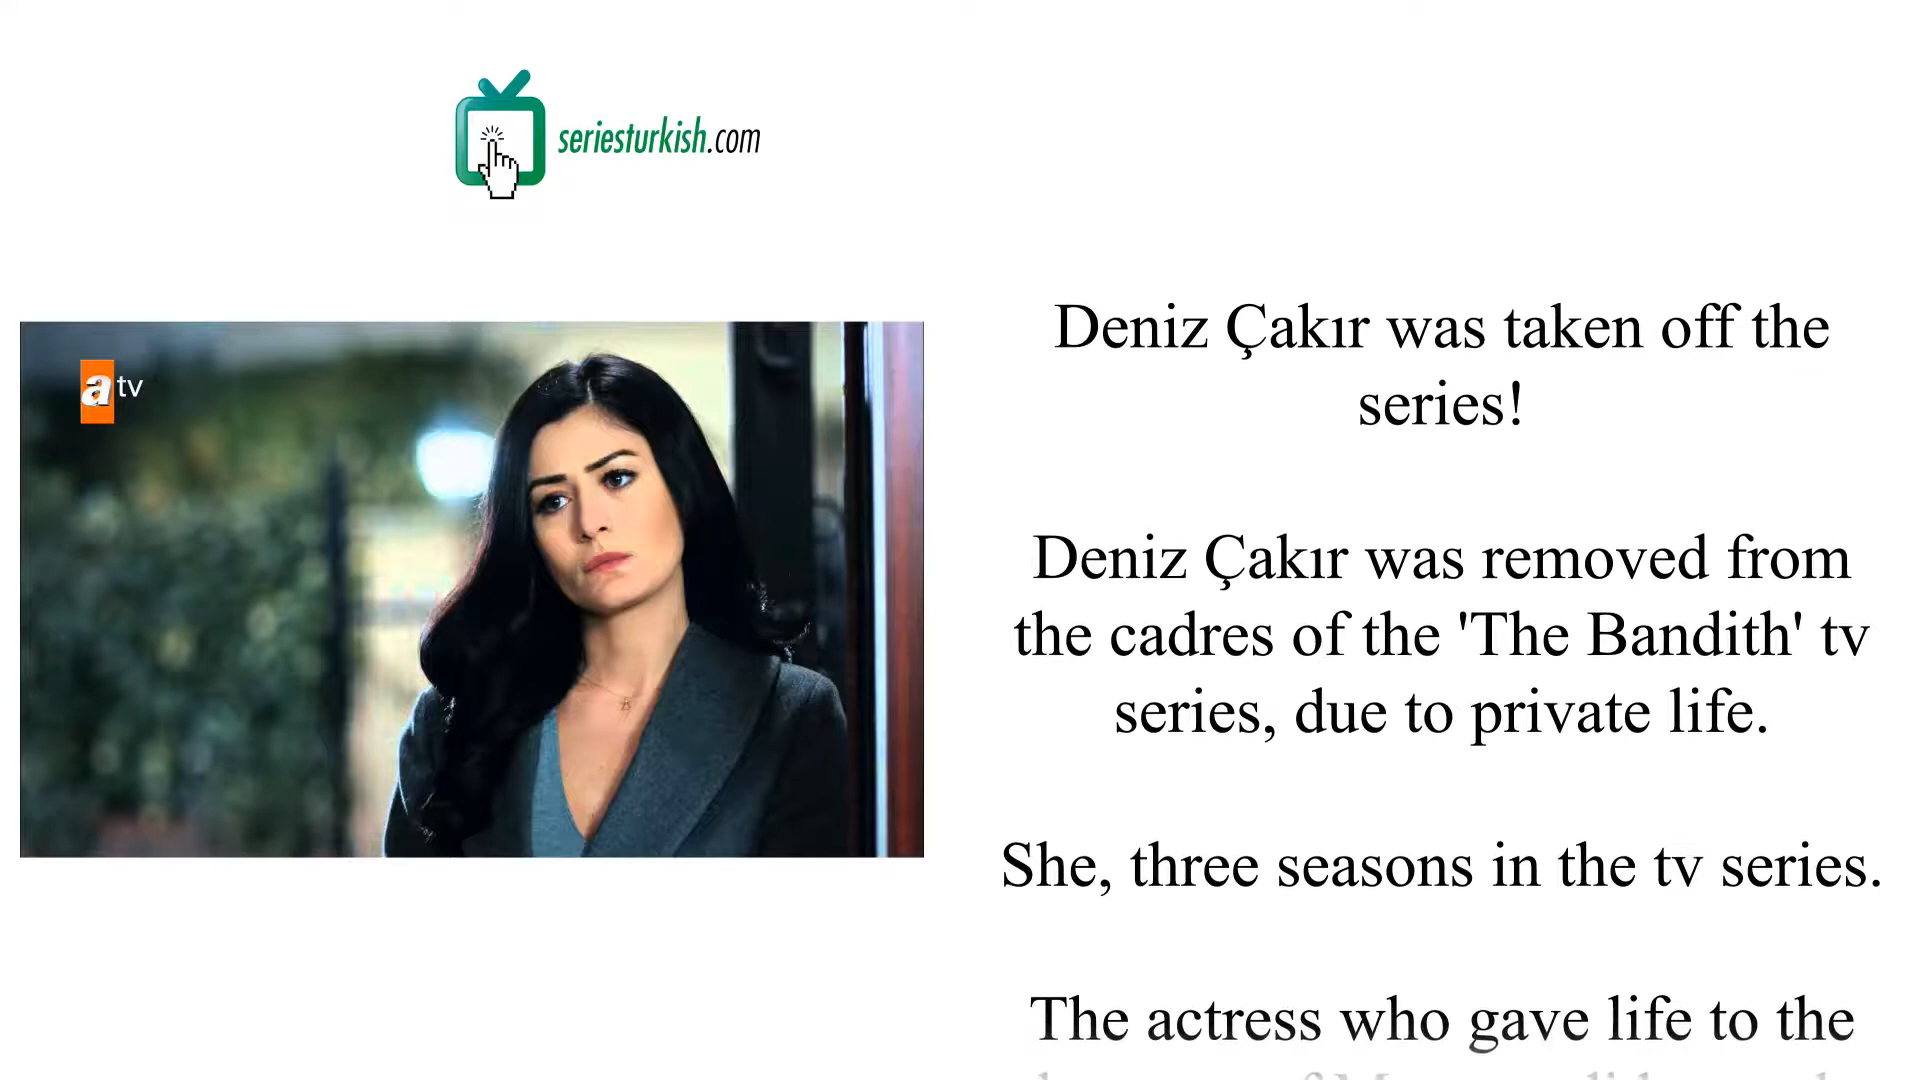 seriesturkish.com
a tv
Deniz Çakır was taken off the
series!
Deniz Çakır was removed from
the cadres of the 'The Bandith' tv
series, due to private life.
She, three seasons in the tv series.
The actress who gave life to the